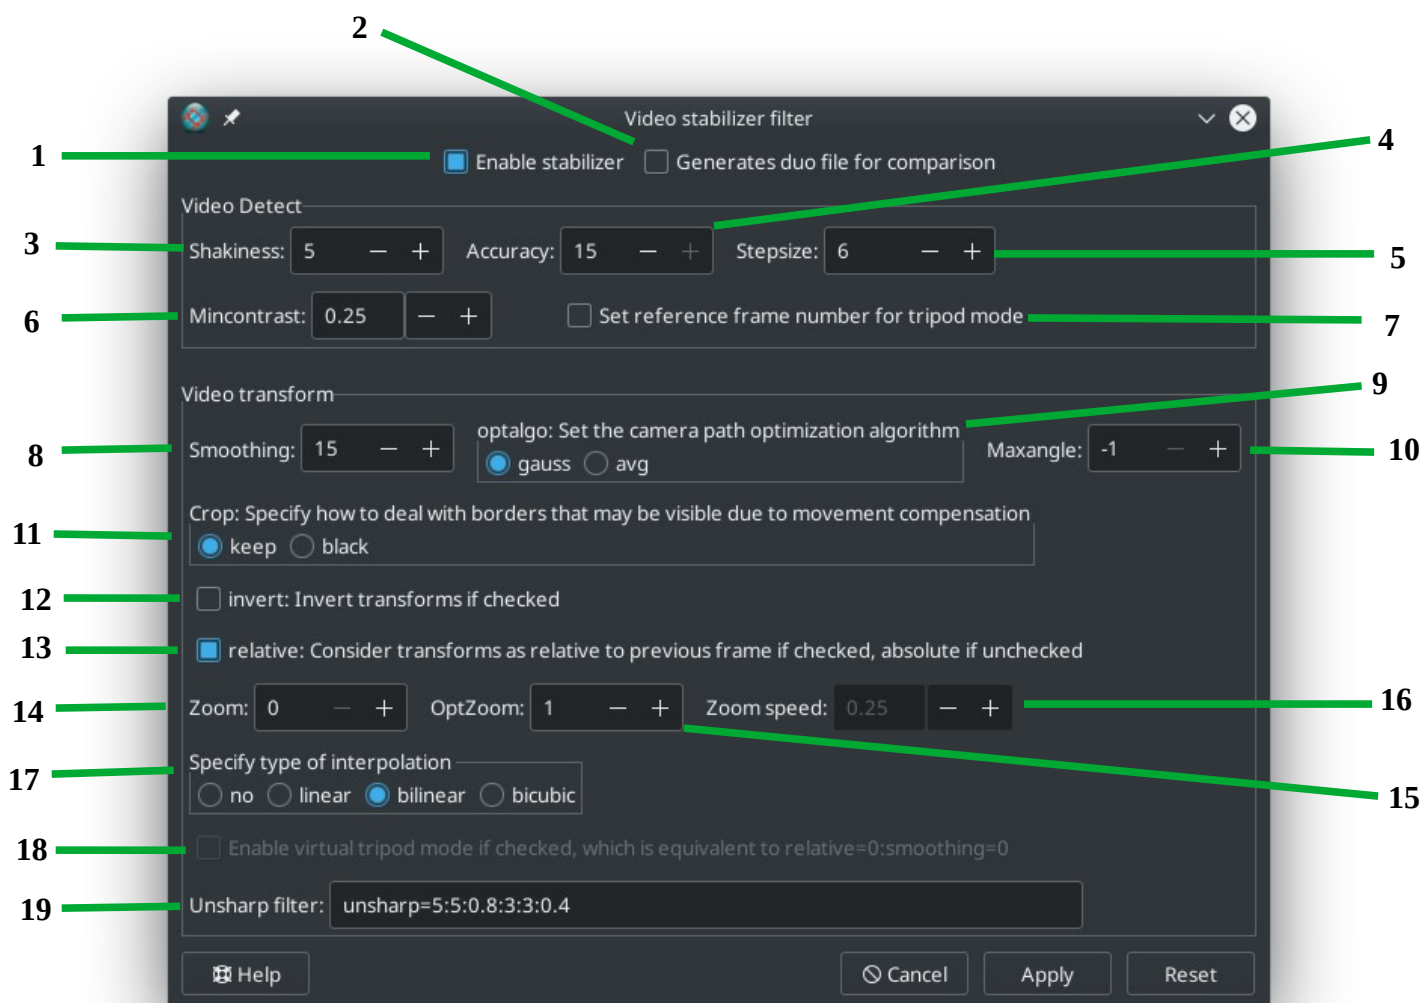 2
Video stabilizer filter
4
1
Enable stabilizer Generates duo file for comparison
Video Detect
3
Shakiness: 5 − + Accuracy: 15 − + Stepsize: 6 − +
5
6
Mincontrast: 0.25 − + Set reference frame number for tripod mode
7
Video transform
9
optalgo: Set the camera path optimization algorithm
8
Smoothing: 15 − + Maxangle: -1 − +
10
gauss avg
Crop: Specify how to deal with borders that may be visible due to movement compensation
11
keep black
12
invert: Invert transforms if checked
13
relative: Consider transforms as relative to previous frame if checked, absolute if unchecked
14
Zoom: 0 − + OptZoom: 1 − + Zoom speed: 0.25 − +
16
Specify type of interpolation
17
no linear bilinear bicubic
15
18
Enable virtual tripod mode if checked, which is equivalent to relative=0:smoothing=0
19
Unsharp filter: unsharp=5:5:0.8:3:3:0.4
Help Cancel Apply Reset